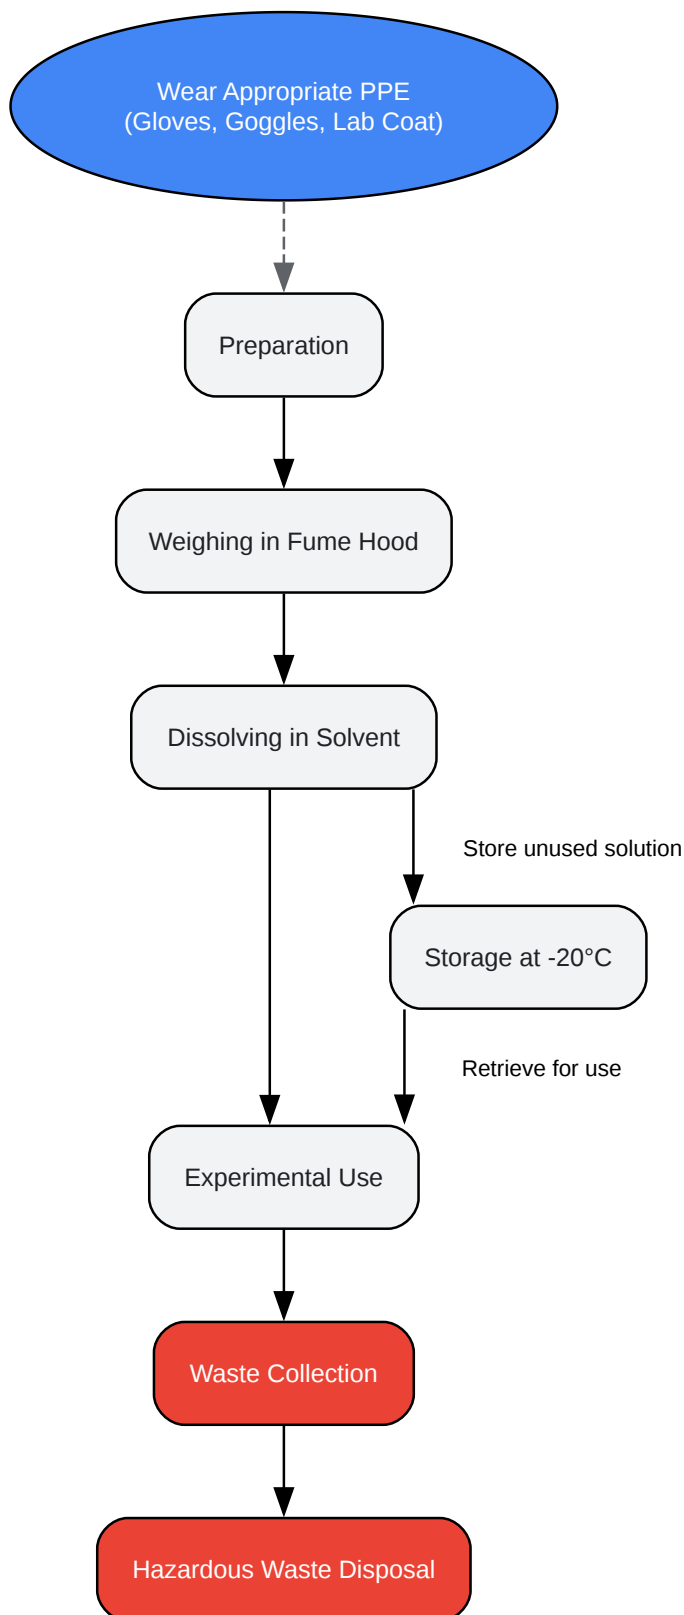 Wear Appropriate PPE
(Gloves, Goggles, Lab Coat)
Preparation
Weighing in Fume Hood
Dissolving in Solvent
Store unused solution
Storage at -20°C
Retrieve for use
Experimental Use
Waste Collection
Hazardous Waste Disposal